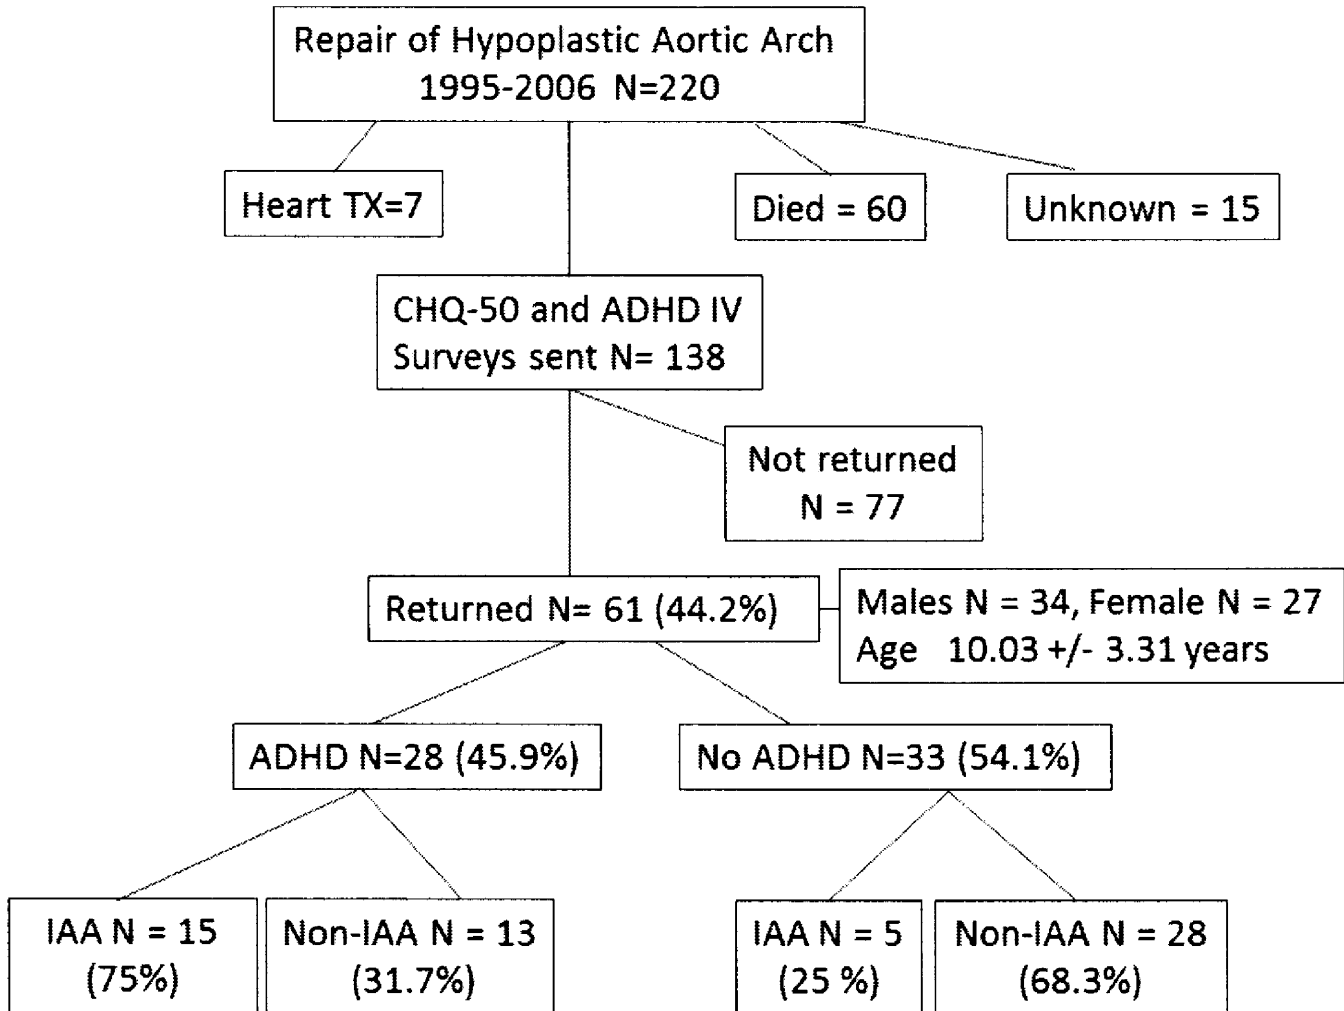 Repair of Hypoplastic Aortic Arch
1995-2006 N=220
Heart TX=7
Died = 60
Unknown = 15
CHQ-50 and ADHD IV
Surveys sent N= 138
Not returned
N = 77
Returned N= 61 (44.2%)
Males N = 34, Female N = 27
Age 10.03 +/- 3.31 years
ADHD N=28 (45.9%)
No ADHD N=33 (54.1%)
IAA N = 15
(75%)
Non-IAA N = 13
(31.7%)
IAA N = 5
(25 %)
Non-IAA N = 28
(68.3%)